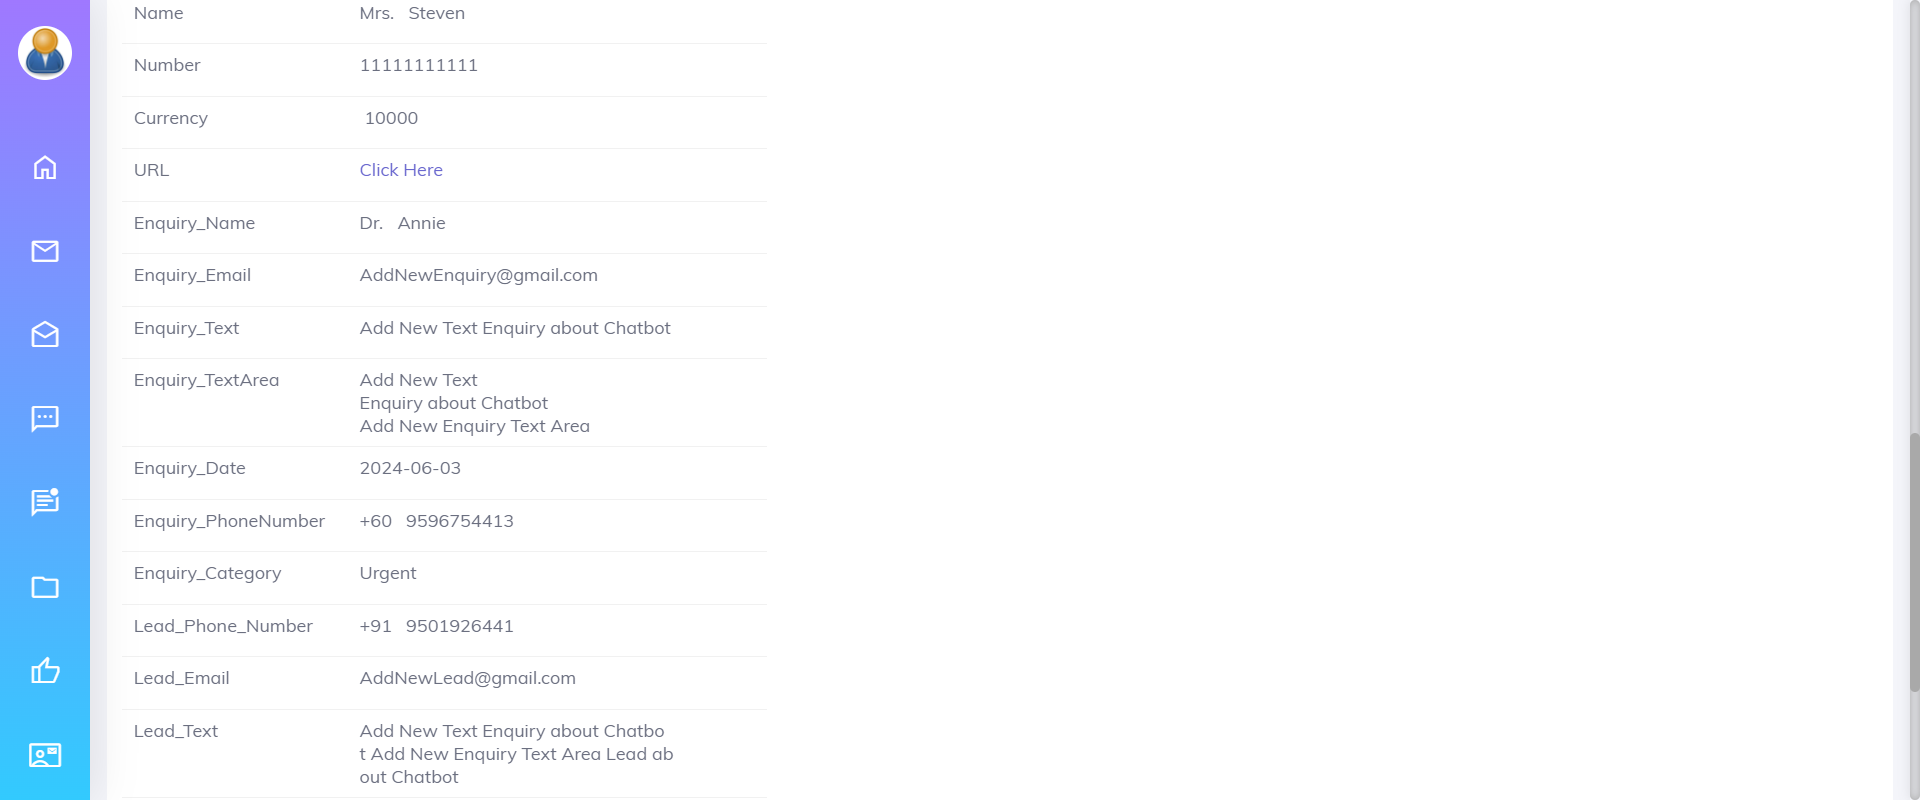 Name Mrs. Steven
Number 11111111111
Currency 10000
URL Click Here
Enquiry_Name Dr. Annie
Enquiry_Email AddNewEnquiry@gmail.com
Enquiry_Text Add New Text Enquiry about Chatbot
Enquiry_TextArea Add New Text
Enquiry about Chatbot
Add New Enquiry Text Area
Enquiry_Date 2024-06-03
Enquiry_PhoneNumber +60 9596754413
Enquiry_Category Urgent
Lead_Phone_Number +91 9501926441
Lead_Email AddNewLead@gmail.com
Lead_Text Add New Text Enquiry about Chatbo
t Add New Enquiry Text Area Lead ab
out Chatbot